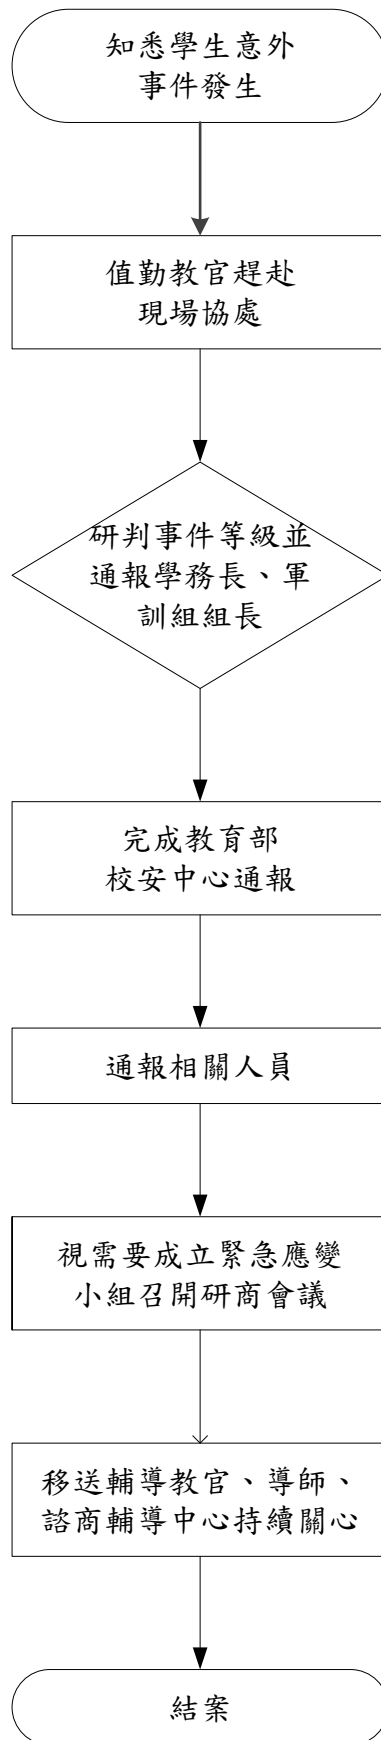 知悉學生意外
事件發生
值勤教官趕赴
現場協處
研判事件等級並
通報學務長、軍
訓組組長
完成教育部
校安中心通報
通報相關人員
視需要成立緊急應變
小組召開研商會議
移送輔導教官、導師、
諮商輔導中心持續關心
結案